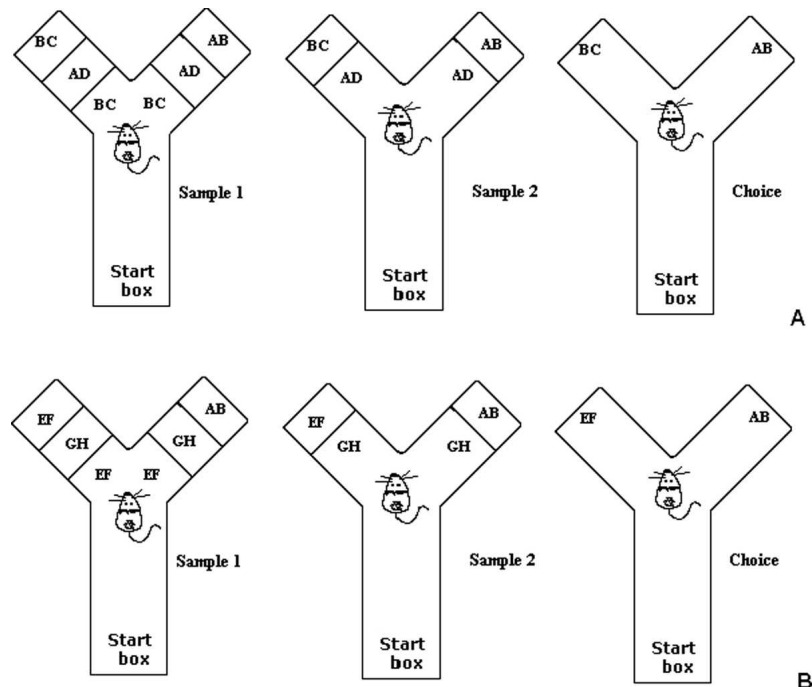 BC AB BC AB BC AB
AD AD AD AD
BC BC
Sample 1 Sample 2 Choice
Start Start Start
box box box
A
EF AB EF AB EF AB
GH GH GH GH
EF EF
Sample 1 Sample 2 Choice
Start Start Start
box box box
B